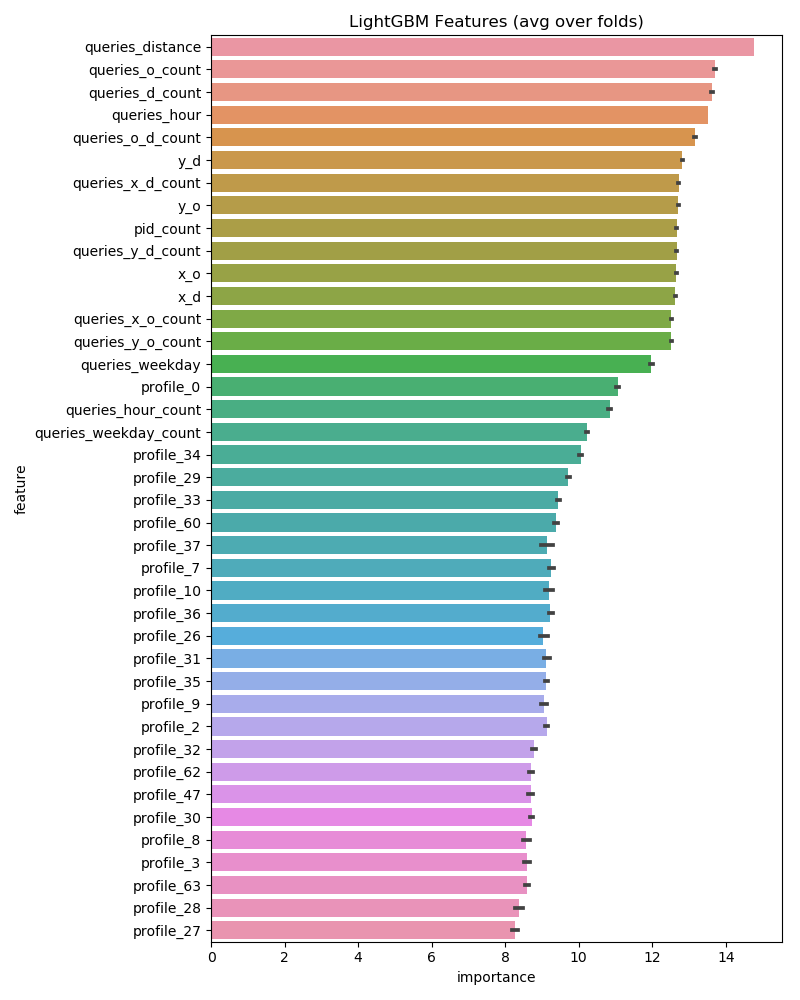 LightGBM Features (avg over folds)
queries_distance
queries_o_count
queries_d_count
queries_hour
queries_o_d_count
y_d
queries_x_d_count
y_o
pid_count
queries_y_d_count
x_o
x_d
queries_x_o_count
queries_y_o_count
queries_weekday
profile_0
queries_hour_count
queries_weekday_count
profile_34
profile_29
profile_33
profile_60
profile_37
profile_7
profile_10
profile_36
profile_26
profile_31
profile_35
profile_9
profile_2
profile_32
profile_62
profile_47
profile_30
profile_8
profile_3
profile_63
profile_28
profile_27
feature
0 2 4 6 8 10 12 14
importance